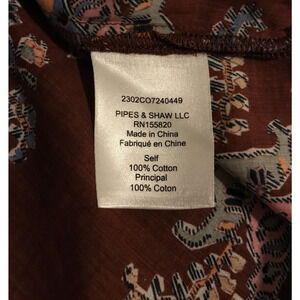 2302CO7240449
PIPES & SHAW LLC
RN155820
Made in China
Fabriqué en Chine
Self
100% Cotton
Principal
100% Coton